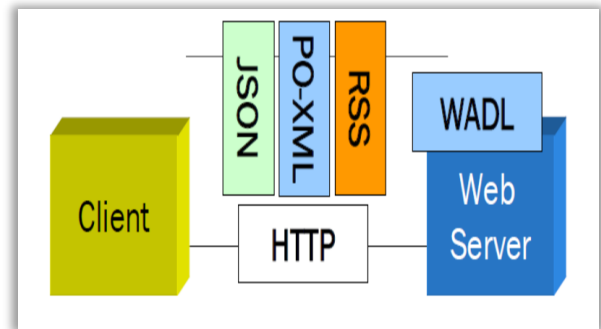 JSON
PO-XML
RSS
WADL
Client
HTTP
Web
Server